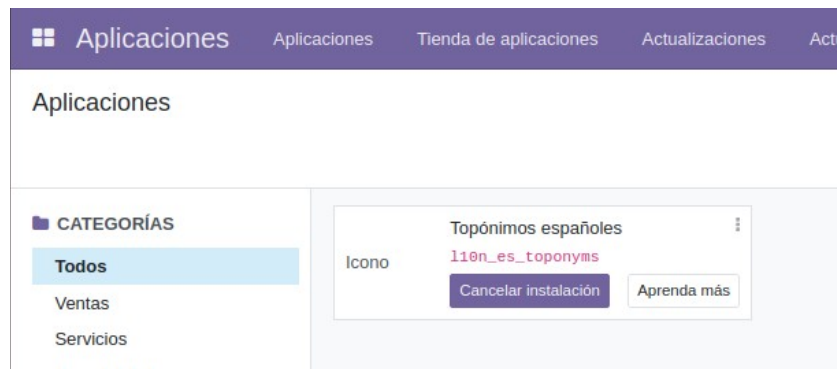 Aplicaciones Aplicaciones Tienda de aplicaciones Actualizaciones
Aplicaciones
CATEGORÍAS
Todos
Ventas
Servicios
Icono
Topónimos españoles
l10n_es_toponyms
Cancelar instalación Aprenda más